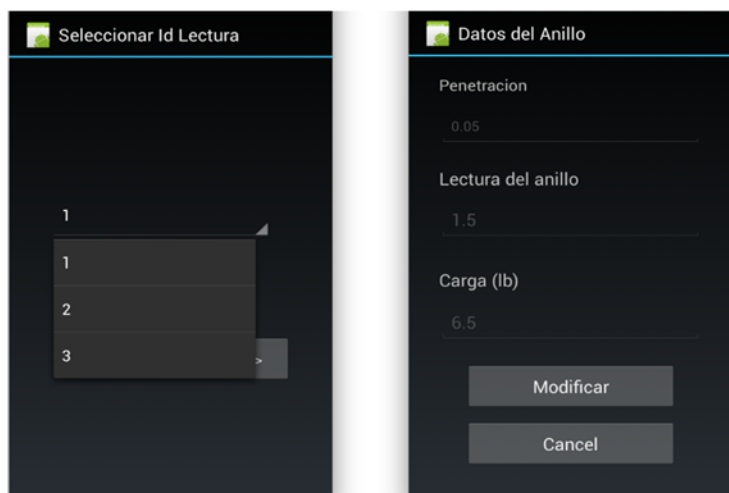 Seleccionar Id Lectura
1
1
2
3
>
Datos del Anillo
Penetracion
0.05
Lectura del anillo
1.5
Carga (lb)
6.5
Modificar
Cancel